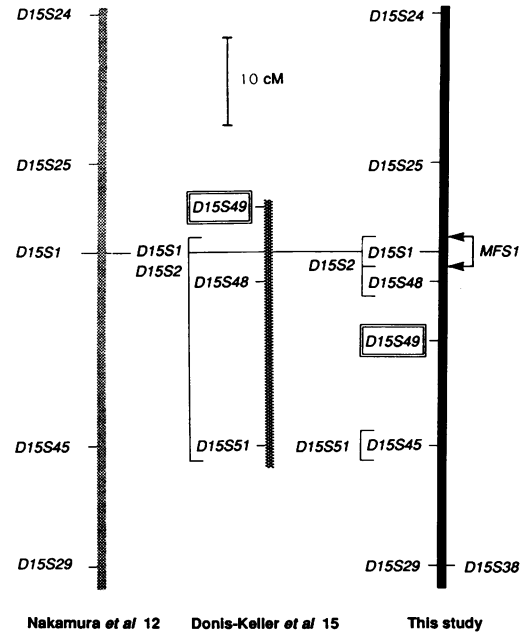 D15S24
D15S24
10 cM
D15S25
D15S25
D15S49
D15S1
D15S1
D15S1
MFS1
D15S2
D15S2
D15S48
D15S48
D15S49
D15S45
D15S51
D15S51
D15S45
D15S29
D15S29
D15S38
Nakamura et al 12
Donis-Keller et al 15
This study